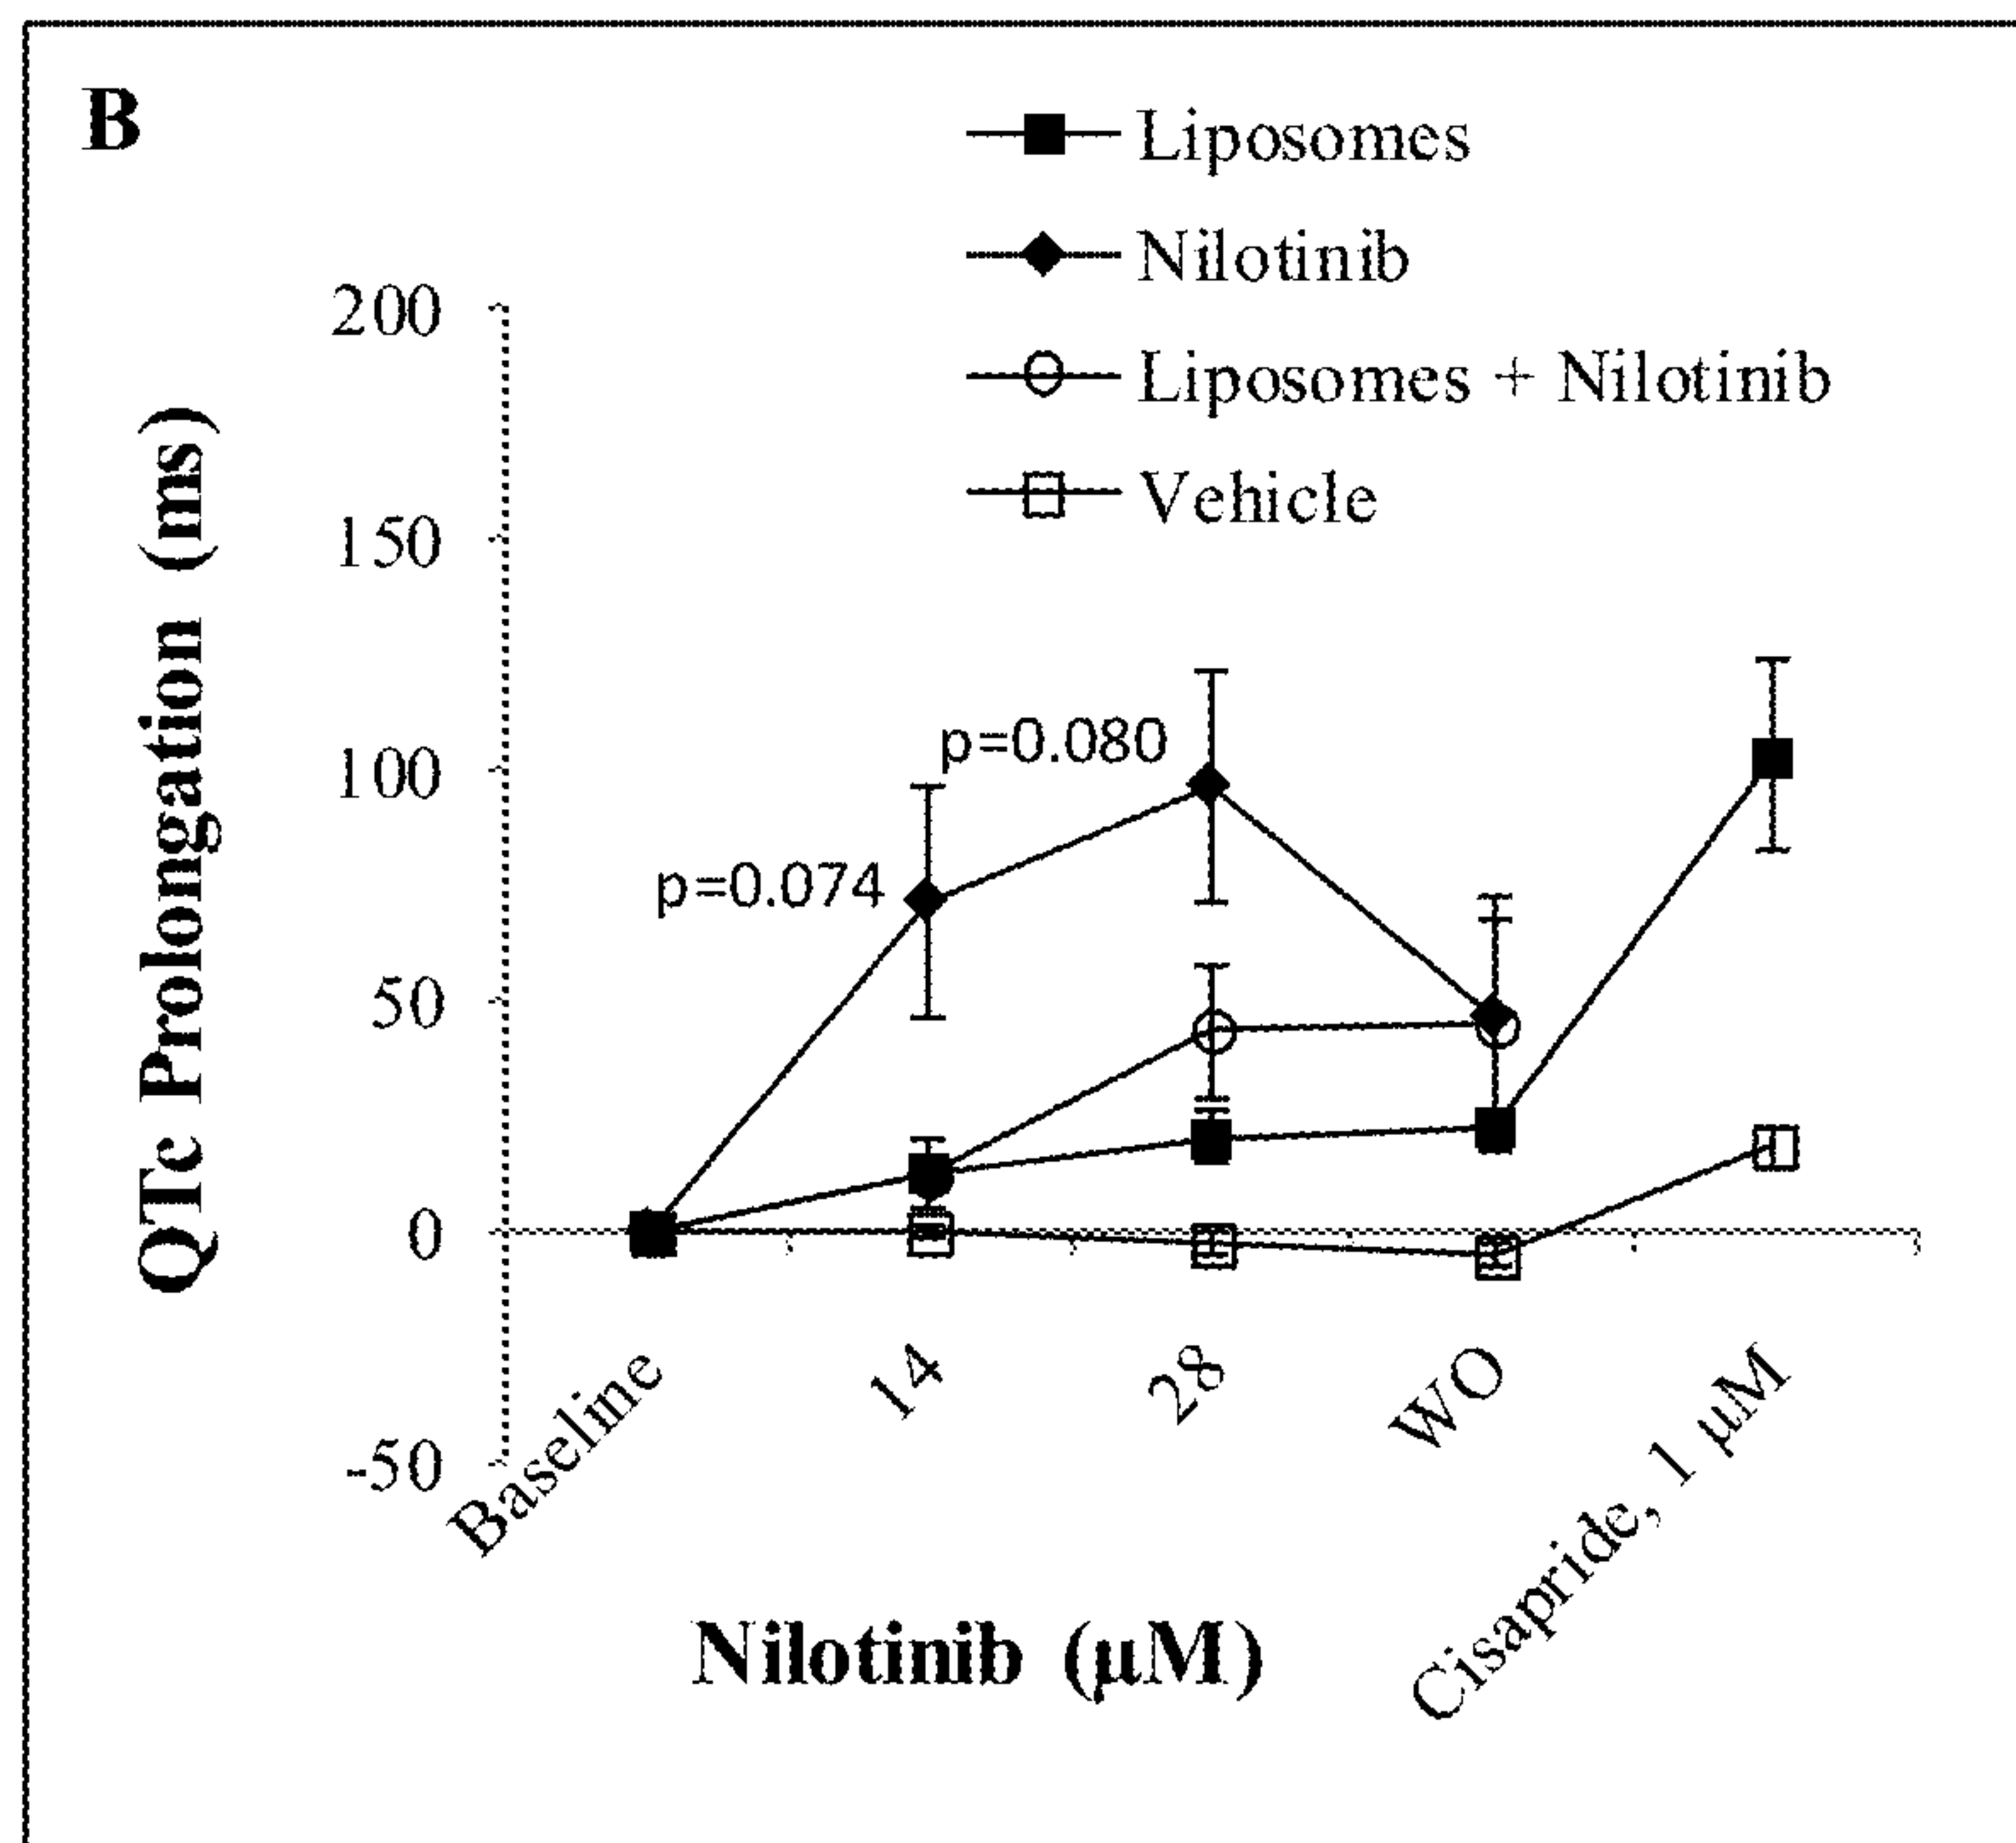 B
Liposomes
Nilotinib
Liposomes + Nilotinib
Vehicle
QTc Prolongation (ms)
200
150
100
50
0
-50
p=0.080
p=0.074
Baseline
14
28
WO
Cisapride, 1 μM
Nilotinib (μM)